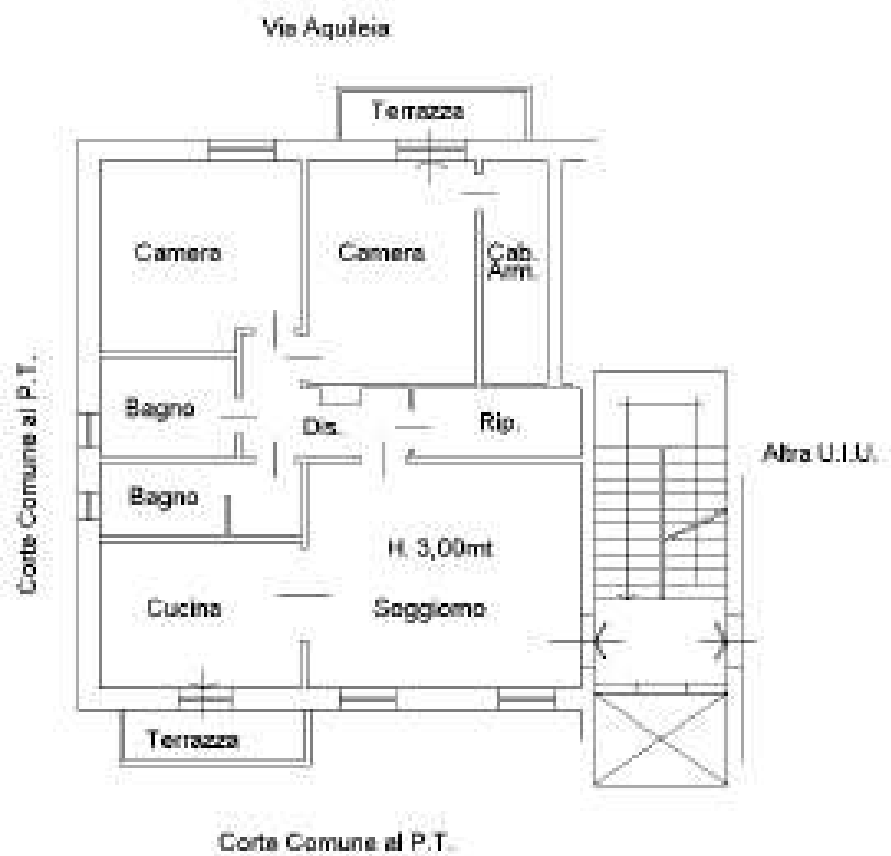 Via Aquileia
Terrazza
Camera
Camera
Cab.
Arm.
Corte Comune al P.T.
Bagno
Dis.
Rip.
Altra U.I.U.
Bagno
H. 3,00mt
Cucina
Soggiorno
Terrazza
Corte Comune al P.T.